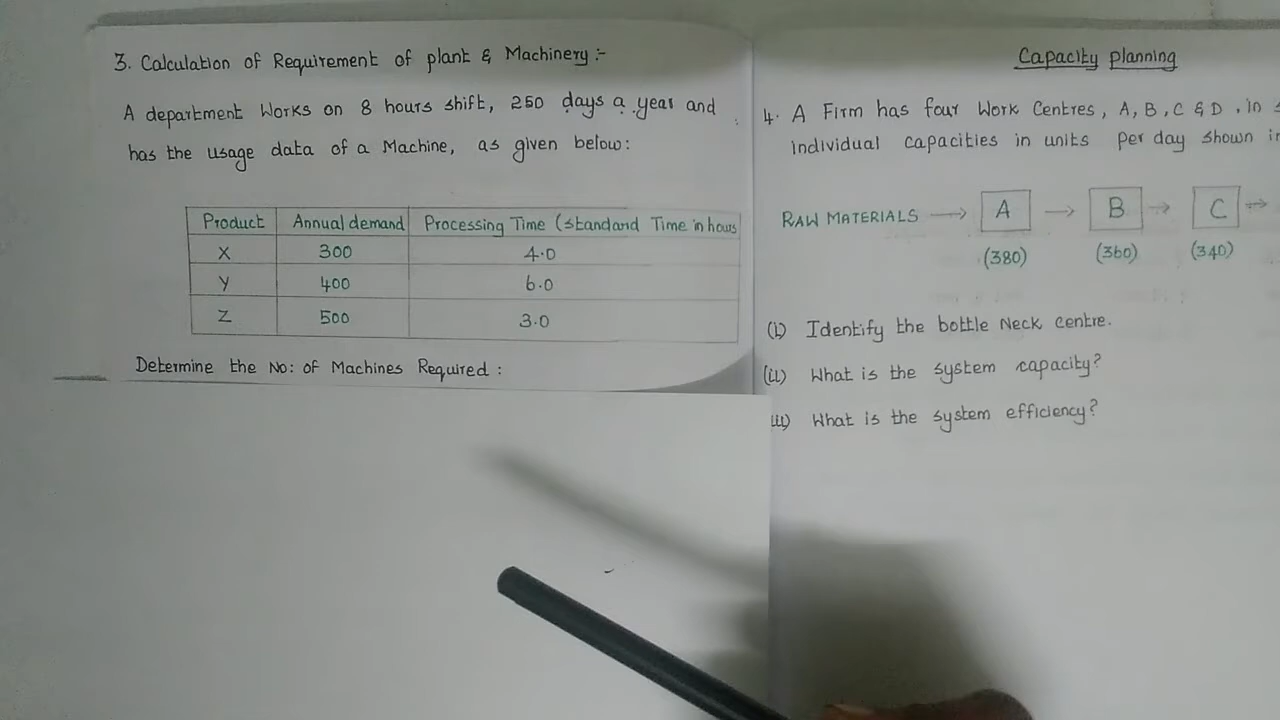 3. Calculation of Requirement of plant & Machinery :-
A department Works on 8 hours shift, 250 days a year and
has the usage data of a Machine, as given below:
Product Annual demand Processing Time (standard Time in hours
X 300 4.0
Y 400 6.0
Z 500 3.0
Determine the No: of Machines Required :
Capacity planning
4. A Firm has four Work Centres, A, B, C & D, in
individual capacities in units per day shown
RAW MATERIALS → A → B → C →
(380) (360) (340)
(i) Identify the bottle Neck centre.
(ii) What is the system capacity?
iii) What is the system efficiency?